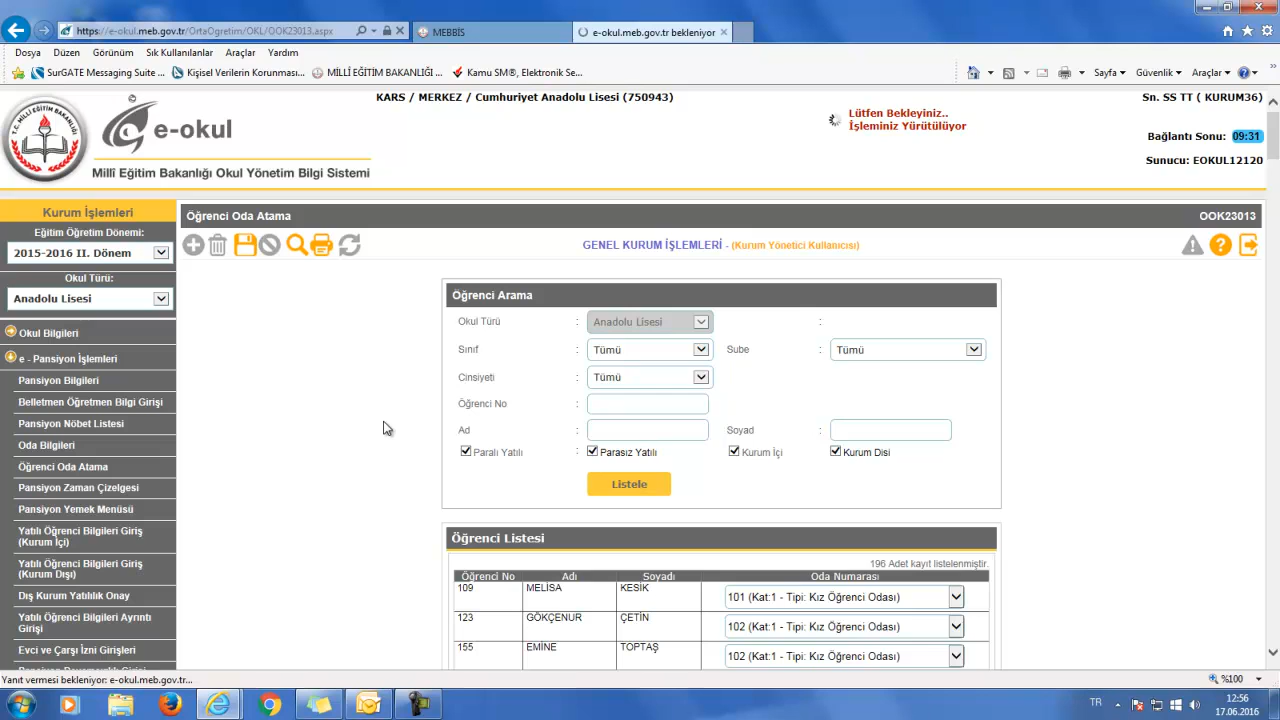 https://e-okul.meb.gov.tr/OrtaOgretim/OKL/OOK23013.aspx
MEBBİS
e-okul.meb.gov.tr bekleniyor
Dosya Düzen Görünüm Sık Kullanılanlar Araçlar Yardım
SurGATE Messaging Suite ... Kişisel Verilerin Korunması... MİLLÎ EĞİTİM BAKANLIĞI ... Kamu SM®, Elektronik Se...
Sayfa Güvenlik Araçlar
T.C. MİLLÎ EĞİTİM BAKANLIĞI
e-okul
Millî Eğitim Bakanlığı Okul Yönetim Bilgi Sistemi
KARS / MERKEZ / Cumhuriyet Anadolu Lisesi (750943)
Lütfen Bekleyiniz..
İşleminiz Yürütülüyor
Sn. SS TT ( KURUM36)
Bağlantı Sonu: 09:31
Sunucu: EOKUL12120
Kurum İşlemleri
Eğitim Öğretim Dönemi:
2015-2016 II. Dönem
Okul Türü:
Anadolu Lisesi
Okul Bilgileri
e - Pansiyon İşlemleri
Pansiyon Bilgileri
Belletmen Öğretmen Bilgi Girişi
Pansiyon Nöbet Listesi
Oda Bilgileri
Öğrenci Oda Atama
Pansiyon Zaman Çizelgesi
Pansiyon Yemek Menüsü
Yatılı Öğrenci Bilgileri Giriş
(Kurum İçi)
Yatılı Öğrenci Bilgileri Giriş
(Kurum Dışı)
Dış Kurum Yatılılık Onay
Yatılı Öğrenci Bilgileri Ayrıntı
Girişi
Evci ve Çarşı İzni Girişleri
Öğrenci Oda Atama
OOK23013
GENEL KURUM İŞLEMLERİ - (Kurum Yönetici Kullanıcısı)
Öğrenci Arama
Okul Türü : Anadolu Lisesi :
Sınıf : Tümü Sube : Tümü
Cinsiyeti : Tümü
Öğrenci No :
Ad : Soyad :
Paralı Yatılı : Parasız Yatılı Kurum İçi Kurum Disi
Listele
Öğrenci Listesi
196 Adet kayıt listelenmiştir.
Öğrenci No Adı Soyadı Oda Numarası
109 MELİSA KESİK 101 (Kat:1 - Tipi: Kız Öğrenci Odası)
123 GÖKÇENUR ÇETİN 102 (Kat:1 - Tipi: Kız Öğrenci Odası)
155 EMİNE TOPTAŞ 102 (Kat:1 - Tipi: Kız Öğrenci Odası)
Yanıt vermesi bekleniyor: e-okul.meb.gov.tr...
%100
TR
12:56
17.06.2016